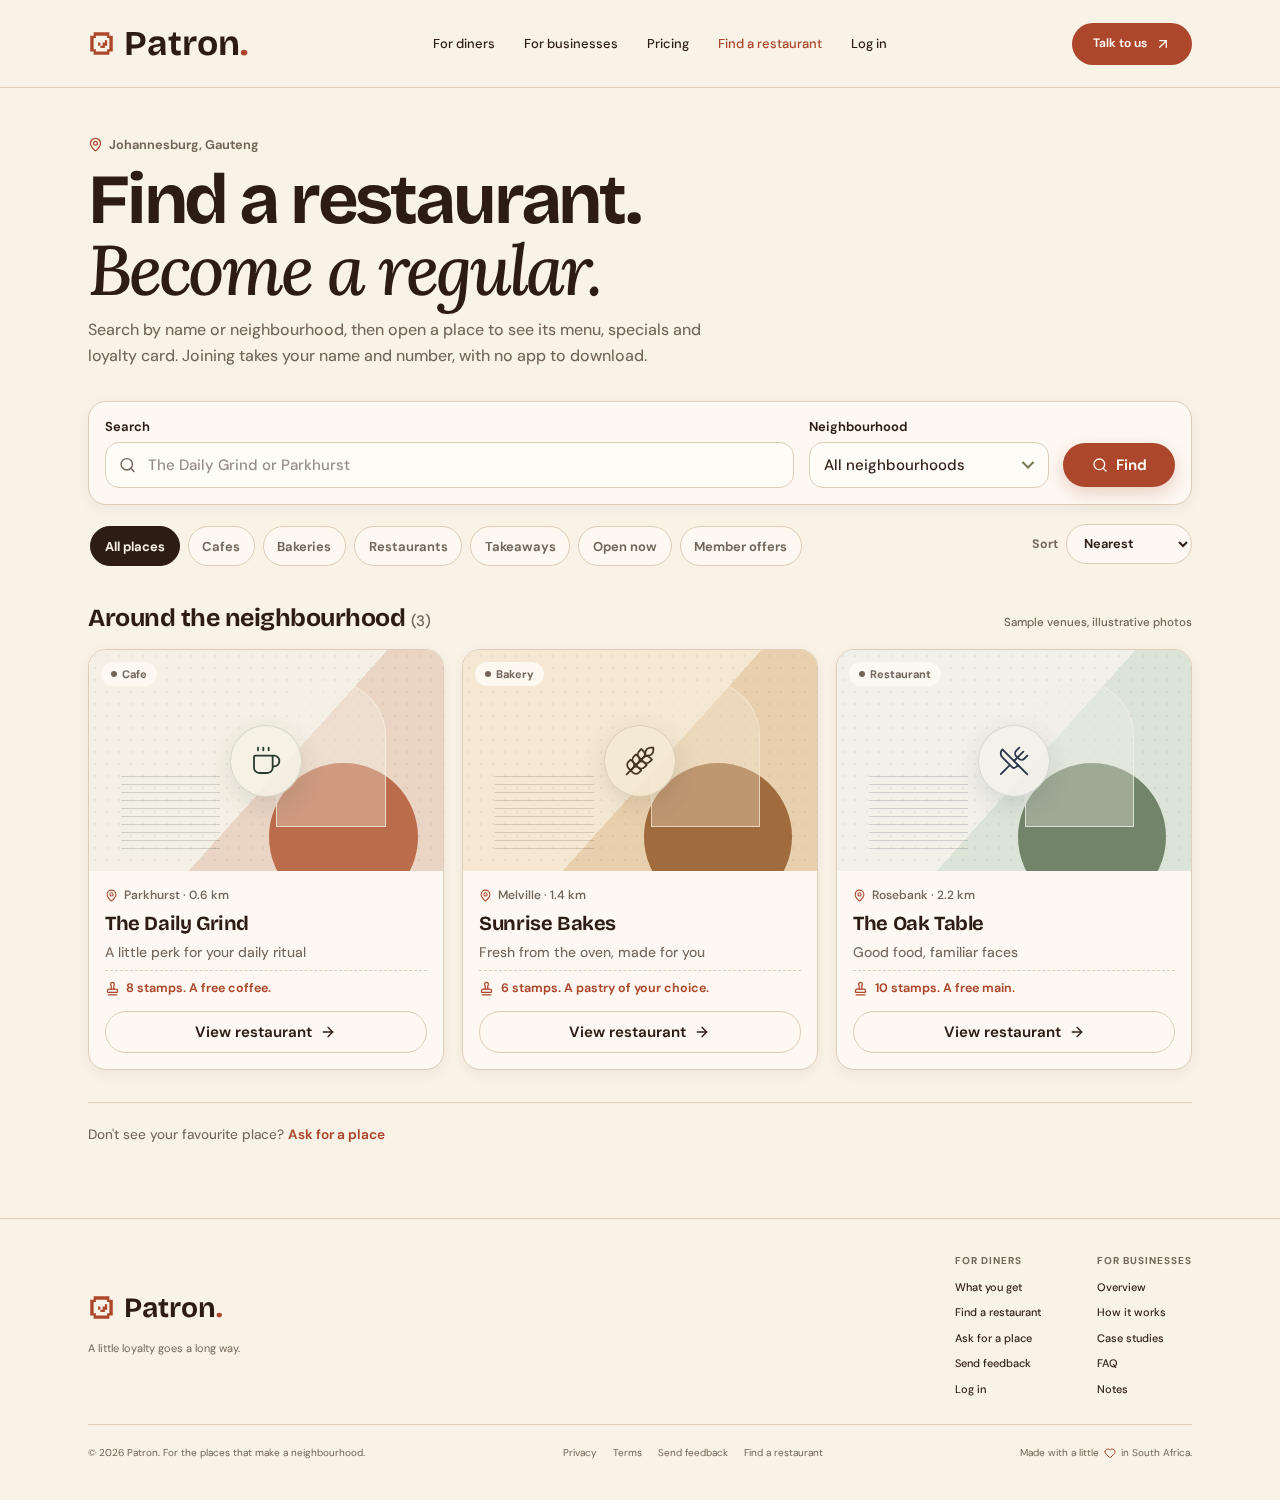 Patron.
For diners
For businesses
Pricing
Find a restaurant
Log in
Talk to us
Johannesburg, Gauteng
Find a restaurant.
Become a regular.
Search by name or neighbourhood, then open a place to see its menu, specials and
loyalty card. Joining takes your name and number, with no app to download.
Search
The Daily Grind or Parkhurst
Neighbourhood
All neighbourhoods
Find
All places
Cafes
Bakeries
Restaurants
Takeaways
Open now
Member offers
Sort
Nearest
Around the neighbourhood (3)
Sample venues, illustrative photos
Cafe
Parkhurst · 0.6 km
The Daily Grind
A little perk for your daily ritual
8 stamps. A free coffee.
View restaurant
Bakery
Melville · 1.4 km
Sunrise Bakes
Fresh from the oven, made for you
6 stamps. A pastry of your choice.
View restaurant
Restaurant
Rosebank · 2.2 km
The Oak Table
Good food, familiar faces
10 stamps. A free main.
View restaurant
Don't see your favourite place? Ask for a place
Patron.
A little loyalty goes a long way.
FOR DINERS
What you get
Find a restaurant
Ask for a place
Send feedback
Log in
FOR BUSINESSES
Overview
How it works
Case studies
FAQ
Notes
© 2026 Patron. For the places that make a neighbourhood.
Privacy
Terms
Send feedback
Find a restaurant
Made with a little in South Africa.